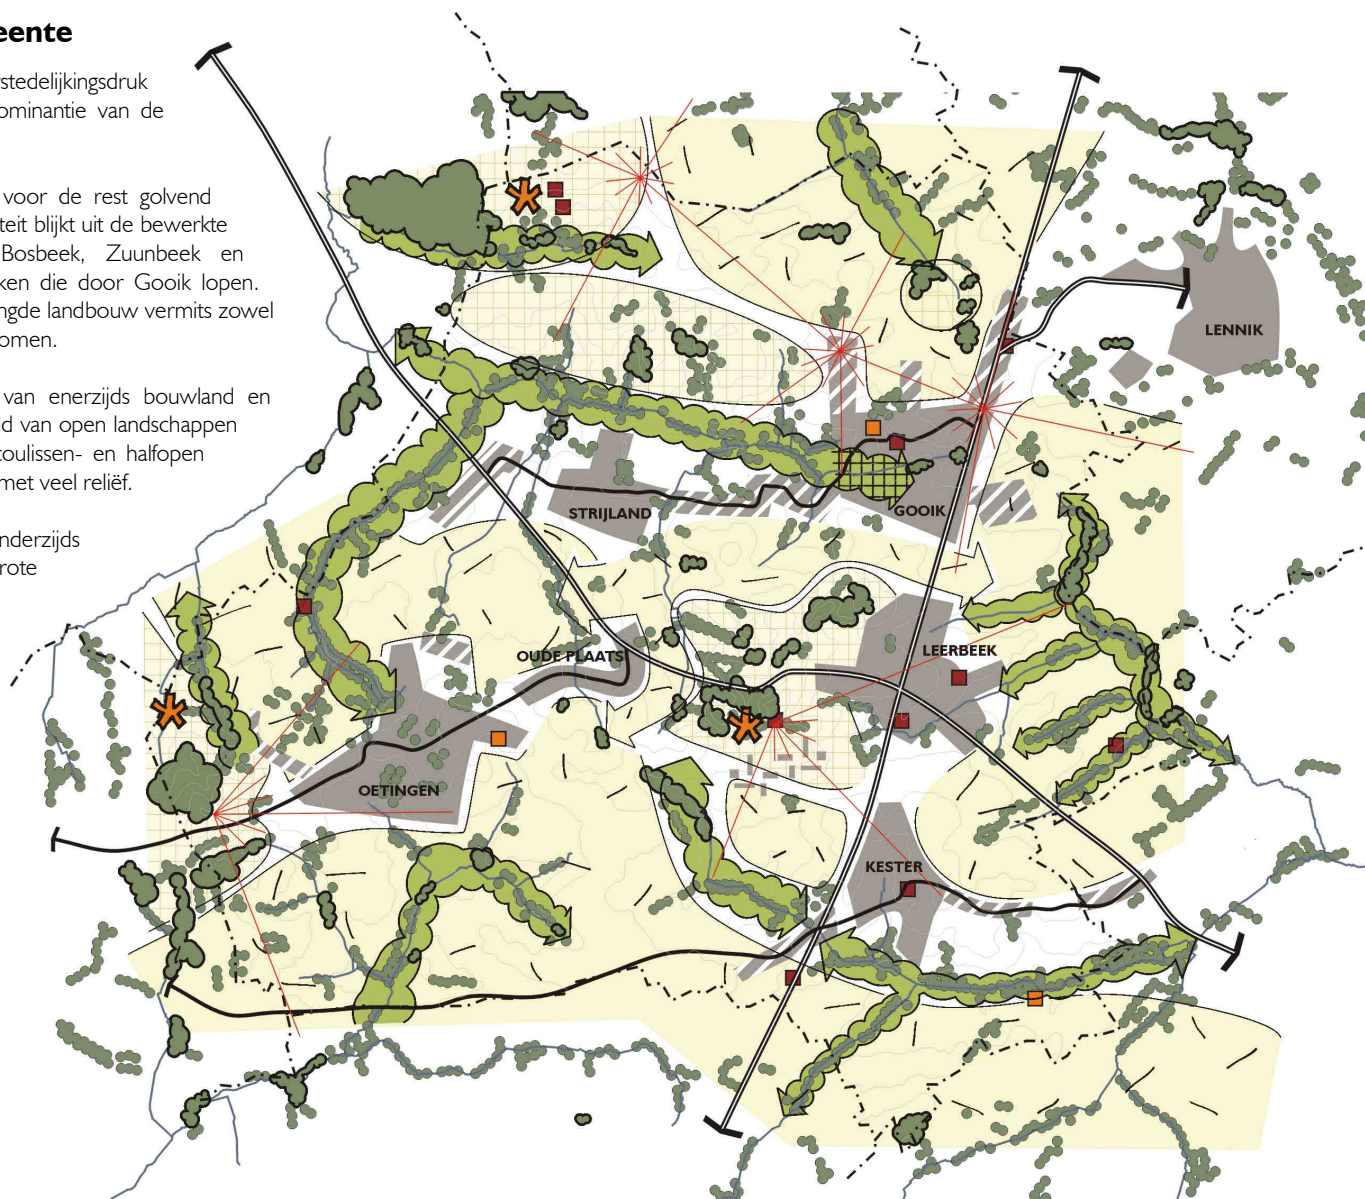 eente
rstedelijkingsdruk
ominantie van de
voor de rest golvend
teit blijkt uit de bewerkte
Bosbeek, Zuunbeek en
ken die door Gooik lopen.
ngde landbouw vermits zowel
omen.
van enerzijds bouwland en
ld van open landschappen
coulissen- en halfopen
met veel reliëf.
nderzijds
rote
LENNIK
STRIJLAND
GOOIK
OUDE PLAATS
LEERBEEK
OETINGEN
KESTER